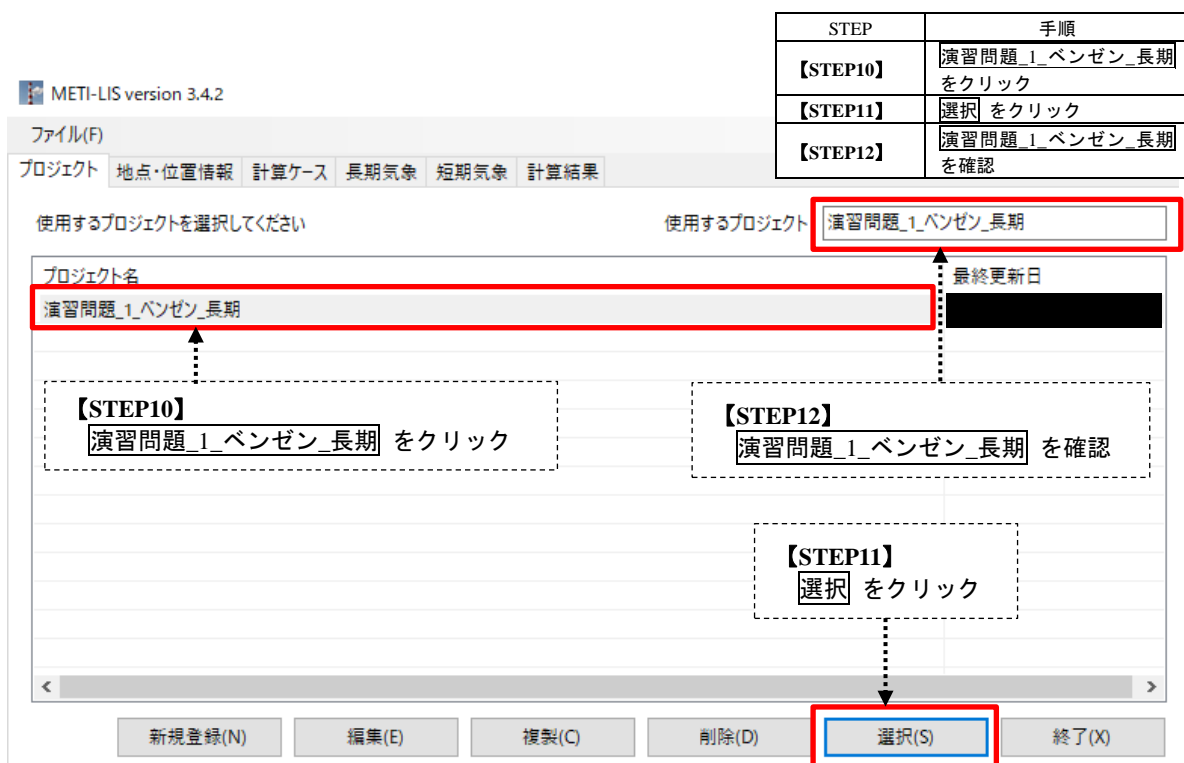 STEP 手順
【STEP10】 演習問題_1_ベンゼン_長期
をクリック
【STEP11】 選択 をクリック
【STEP12】 演習問題_1_ベンゼン_長期
を確認
METI-LIS version 3.4.2
ファイル(F)
プロジェクト 地点・位置情報 計算ケース 長期気象 短期気象 計算結果
使用するプロジェクトを選択してください 使用するプロジェクト 演習問題_1_ベンゼン_長期
プロジェクト名 最終更新日
演習問題_1_ベンゼン_長期
【STEP10】
演習問題_1_ベンゼン_長期 をクリック
【STEP12】
演習問題_1_ベンゼン_長期 を確認
【STEP11】
選択 をクリック
新規登録(N) 編集(E) 複製(C) 削除(D) 選択(S) 終了(X)